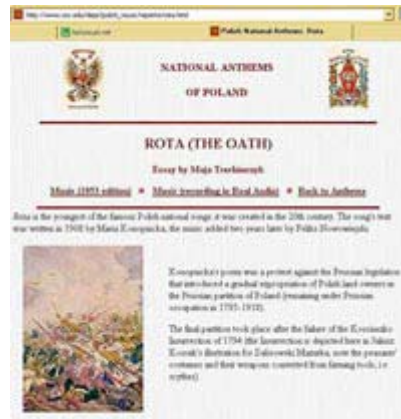 NATIONAL ANTHEMS
OF POLAND
ROTA (THE OATH)
Essay by Maja Trochimczyk
Music (1953 edition) Music (recording in Real Audio) Back to Anthems
Rota is the youngest of the famous Polish national songs: it was created in the 20th century. The song's text
was written in 1908 by Maria Konopnicka, the music added two years later by Feliks Nowowiejski.
Konopnicka's poem was a protest against the Prussian legislation
that introduced a gradual expropriation of Polish land owners in
the Prussian partition of Poland (remaining under Prussian
occupation in 1795-1918).
The final partition took place after the failure of the Kosciuszko
Insurrection of 1794 (the Insurrection is depicted here in Juliusz
Kossak's illustration for Dabrowski Mazurka, note the peasants'
costumes and their weapons converted from farming tools, i.e.
scythes).